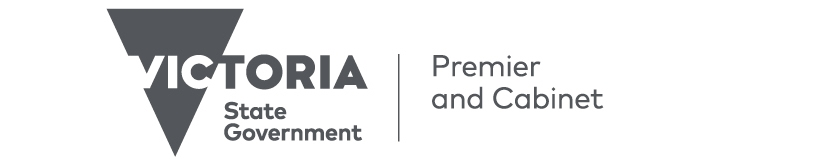 VICTORIA
State
Government
Premier
and Cabinet